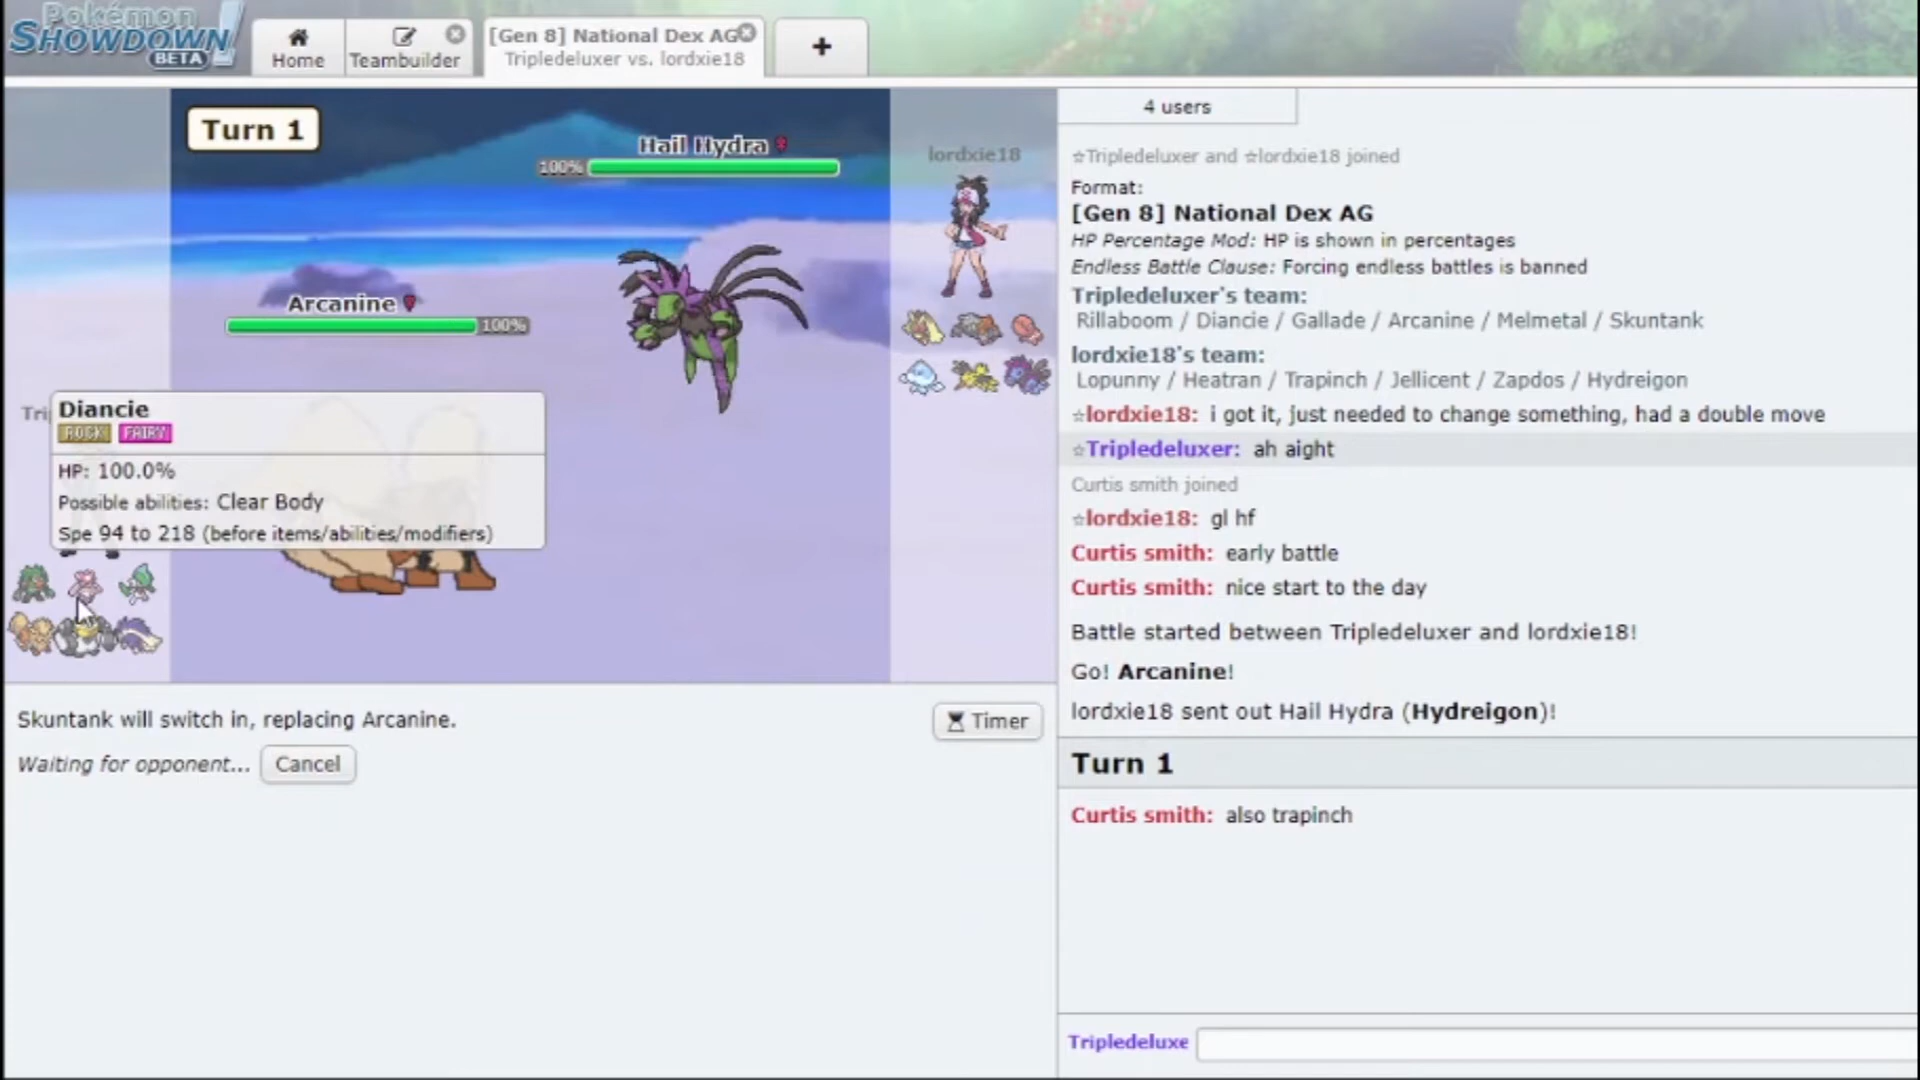 Pokémon
SHOWDOWN!
BETA
Home
Teambuilder
[Gen 8] National Dex AG
Tripledeluxer vs. lordxie18
+
Turn 1
Hail Hydra
100%
lordxie18
Arcanine
100%
Tri
Diancie
ROCK FAIRY
HP: 100.0%
Possible abilities: Clear Body
Spe 94 to 218 (before items/abilities/modifiers)
Skuntank will switch in, replacing Arcanine.
Timer
Waiting for opponent... Cancel
4 users
☆Tripledeluxer and ☆lordxie18 joined
Format:
[Gen 8] National Dex AG
HP Percentage Mod: HP is shown in percentages
Endless Battle Clause: Forcing endless battles is banned
Tripledeluxer's team:
Rillaboom / Diancie / Gallade / Arcanine / Melmetal / Skuntank
lordxie18's team:
Lopunny / Heatran / Trapinch / Jellicent / Zapdos / Hydreigon
☆lordxie18: i got it, just needed to change something, had a double move
☆Tripledeluxer: ah aight
Curtis smith joined
☆lordxie18: gl hf
Curtis smith: early battle
Curtis smith: nice start to the day
Battle started between Tripledeluxer and lordxie18!
Go! Arcanine!
lordxie18 sent out Hail Hydra (Hydreigon)!
Turn 1
Curtis smith: also trapinch
Tripledeluxe